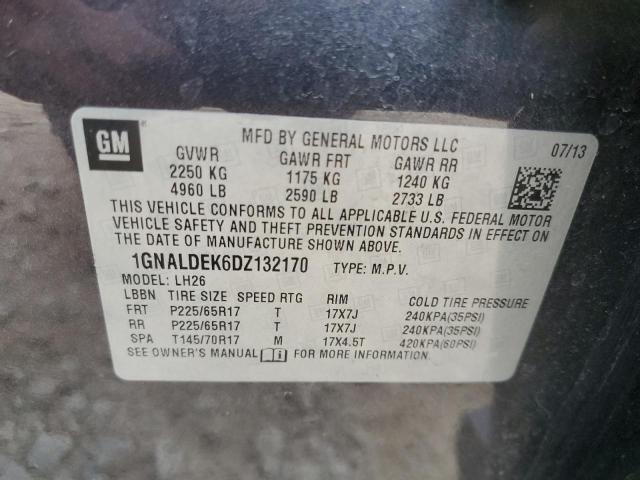 GM
MFD BY GENERAL MOTORS LLC 07/13
GVWR GAWR FRT GAWR RR
2250 KG 1175 KG 1240 KG
4960 LB 2590 LB 2733 LB
THIS VEHICLE CONFORMS TO ALL APPLICABLE U.S. FEDERAL MOTOR
VEHICLE SAFETY AND THEFT PREVENTION STANDARDS IN EFFECT ON
THE DATE OF MANUFACTURE SHOWN ABOVE.
1GNALDEK6DZ132170 TYPE: M.P.V.
MODEL: LH26
LBBN TIRE SIZE SPEED RTG RIM COLD TIRE PRESSURE
FRT P225/65R17 T 17X7J 240KPA(35PSI)
RR P225/65R17 T 17X7J 240KPA(35PSI)
SPA T145/70R17 M 17X4.5T 420KPA(60PSI)
SEE OWNER'S MANUAL FOR MORE INFORMATION.